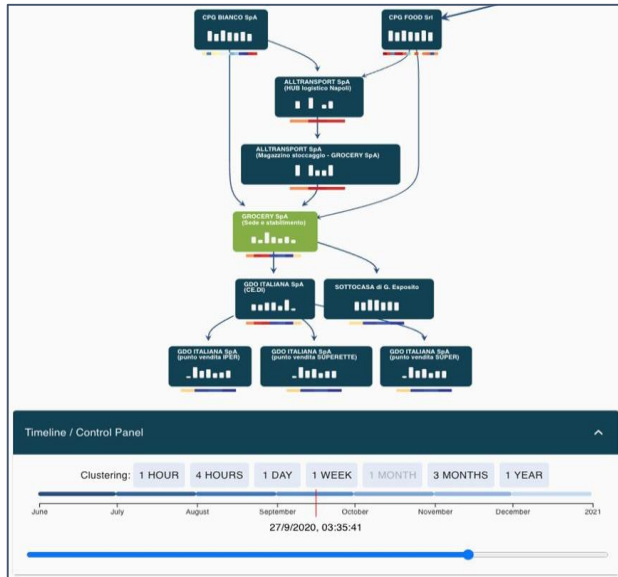 CPG BIANCO SpA
CPG FOOD Srl
ALLTRANSPORT SpA
(HUB logistico Napoli)
ALLTRANSPORT SpA
(Magazzino stoccaggio - GROCERY SpA)
GROCERY SpA
(Sede e stabilimento)
GDO ITALIANA SpA
(CE.DI)
SOTTOCASA di G. Esposito
GDO ITALIANA SpA
(punto vendita IPER)
GDO ITALIANA SpA
(punto vendita SUPERETTE)
GDO ITALIANA SpA
(punto vendita SUPER)
Timeline / Control Panel
Clustering: 1 HOUR 4 HOURS 1 DAY 1 WEEK 1 MONTH 3 MONTHS 1 YEAR
June July August September October November December 2021
27/9/2020, 03:35:41